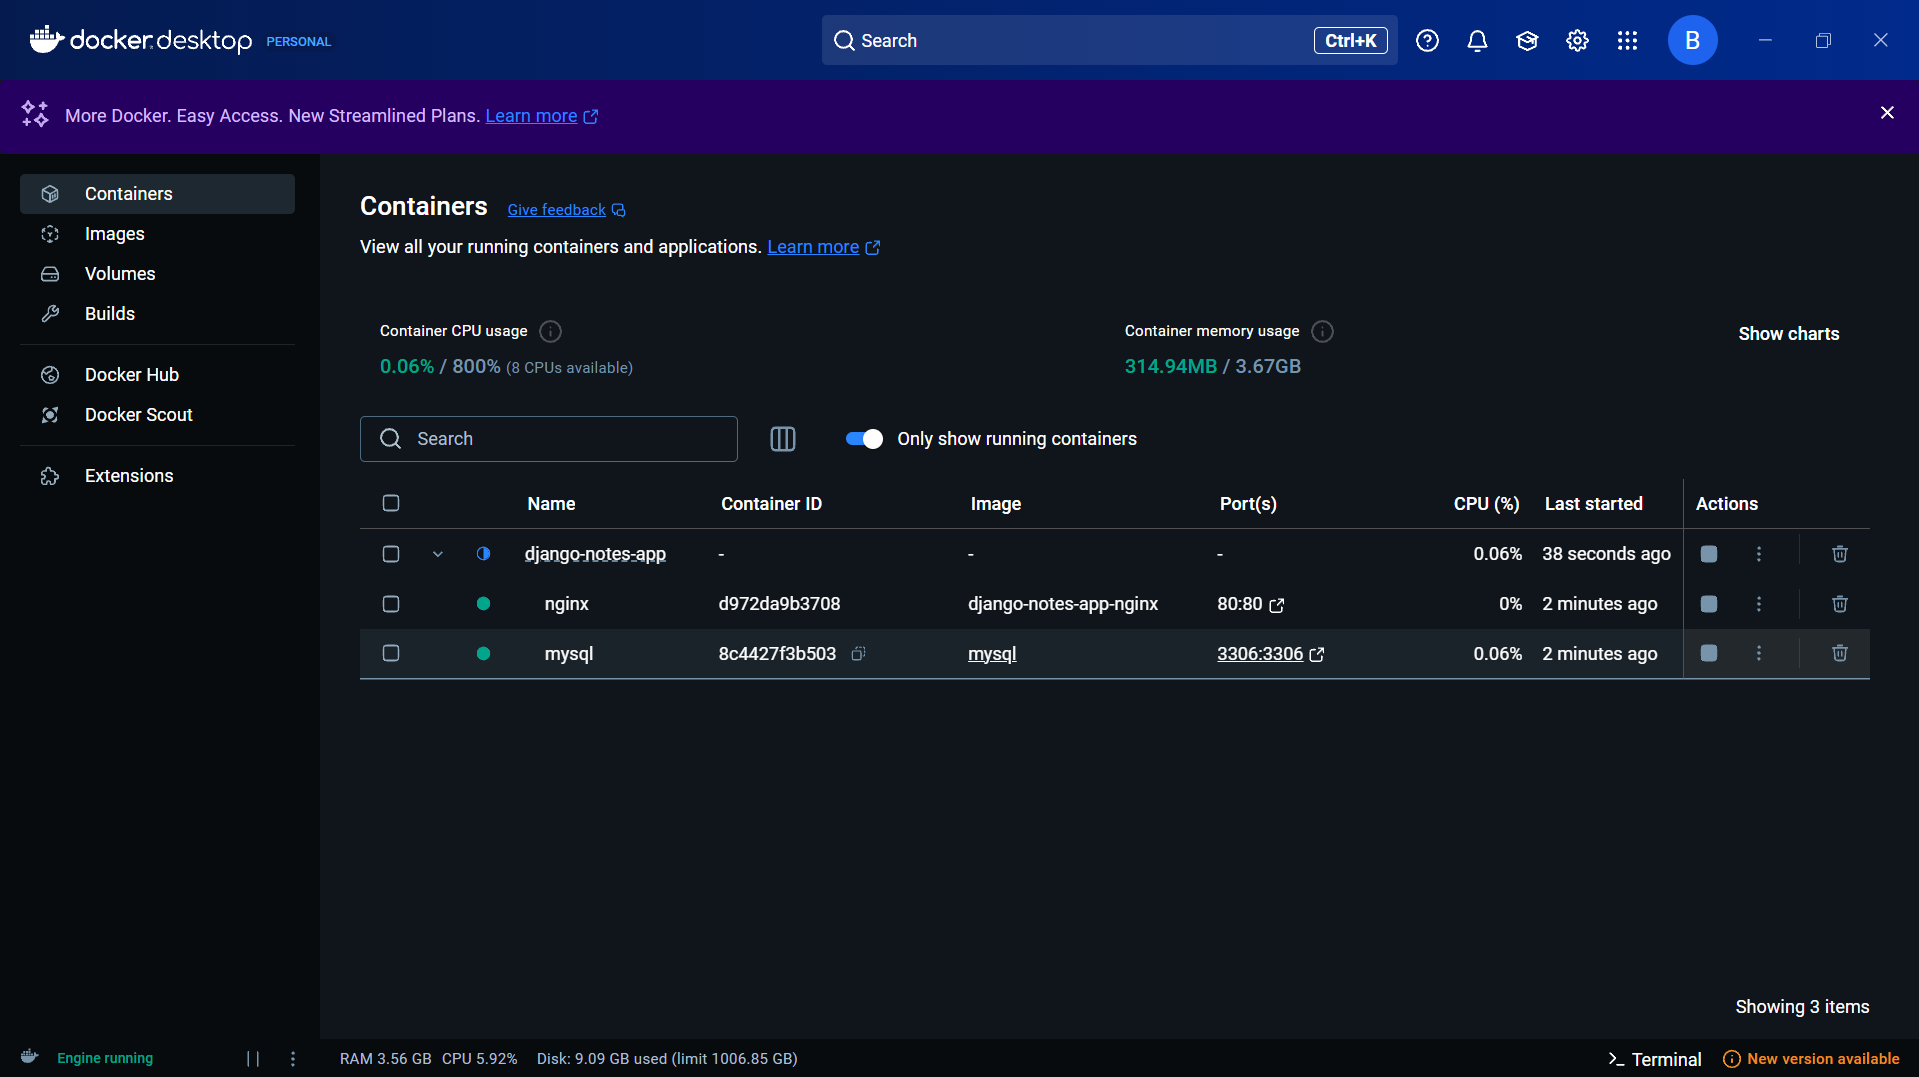 docker desktop PERSONAL
Search Ctrl+K
B
More Docker. Easy Access. New Streamlined Plans. Learn more
Containers
Images
Volumes
Builds
Docker Hub
Docker Scout
Extensions
Containers Give feedback
View all your running containers and applications. Learn more
Container CPU usage
0.06% / 800% (8 CPUs available)
Container memory usage
314.94MB / 3.67GB
Show charts
Search
Only show running containers
Name Container ID Image Port(s) CPU (%) Last started Actions
django-notes-app - - - 0.06% 38 seconds ago
nginx d972da9b3708 django-notes-app-nginx 80:80 0% 2 minutes ago
mysql 8c4427f3b503 mysql 3306:3306 0.06% 2 minutes ago
Showing 3 items
Engine running RAM 3.56 GB CPU 5.92% Disk: 9.09 GB used (limit 1006.85 GB) Terminal New version available